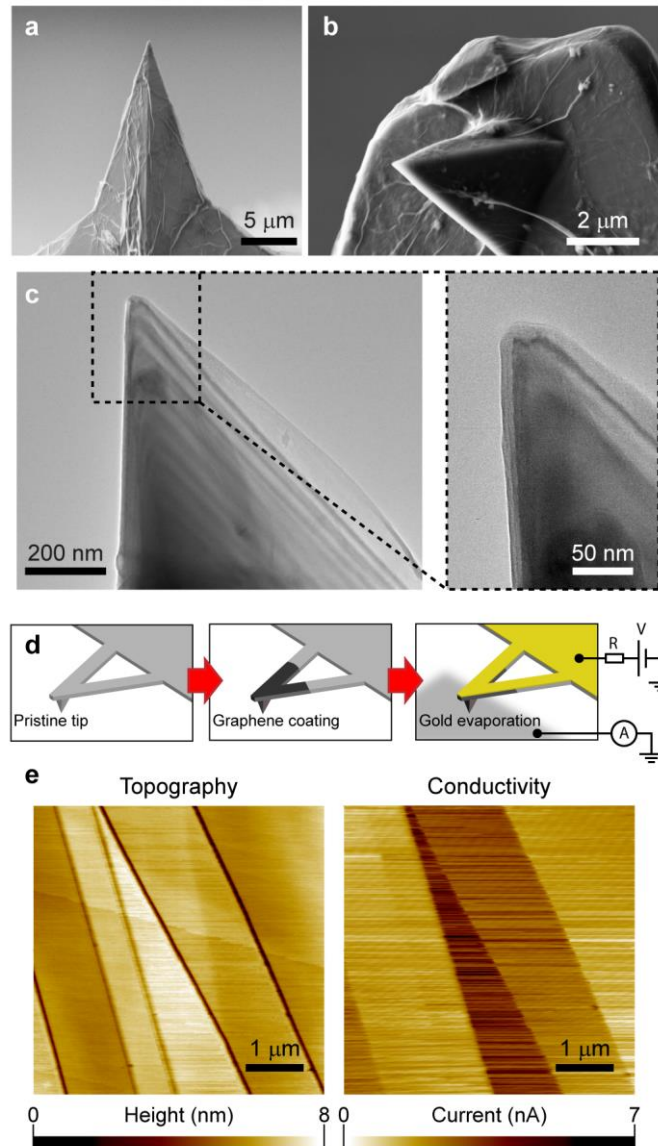 a
b
5 μm
2 μm
c
200 nm
50 nm
d
Pristine tip
Graphene coating
Gold evaporation
R
V
A
e
Topography
Conductivity
1 μm
1 μm
0 Height (nm) 8
0 Current (nA) 7